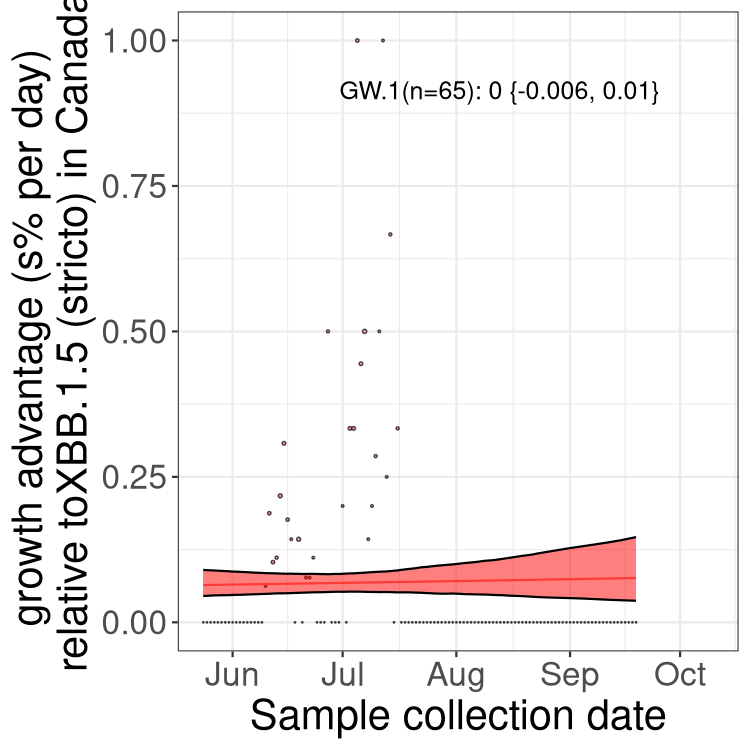 growth advantage (s% per day)
relative toXBB.1.5 (stricto) in Canada
1.00
0.75
0.50
0.25
0.00
GW.1(n=65): 0 {-0.006, 0.01}
Jun Jul Aug Sep Oct
Sample collection date